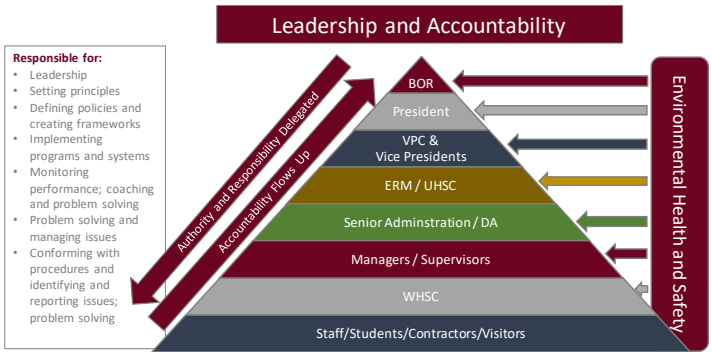 Leadership and Accountability
Responsible for:
• Leadership
• Setting principles
• Defining policies and
creating frameworks
• Implementing
programs and systems
• Monitoring
performance; coaching
and problem solving
• Problem solving and
managing issues
• Conforming with
procedures and
identifying and
reporting issues;
problem solving
Authority and Responsibility Delegated
Accountability Flows Up
BOR
President
VPC &
Vice Presidents
ERM / UHSC
Senior Adminstration / DA
Managers / Supervisors
WHSC
Staff/Students/Contractors/Visitors
Environmental Health and Safety